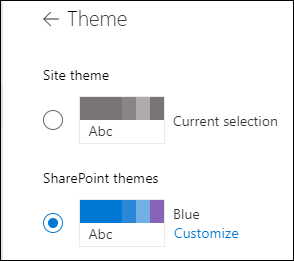 Theme
Site theme
Abc
Current selection
SharePoint themes
Blue
Abc
Customize